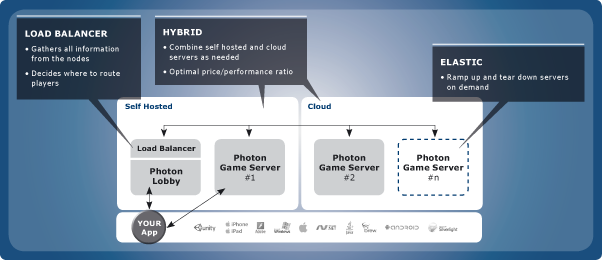 LOAD BALANCER
• Gathers all information
from the nodes
• Decides where to route
players
HYBRID
• Combine self hosted and cloud
servers as needed
• Optimal price/performance ratio
ELASTIC
• Ramp up and tear down servers
on demand
Self Hosted
Cloud
Load Balancer
Photon
Lobby
Photon
Game Server
#1
Photon
Game Server
#2
Photon
Game Server
#n
YOUR
App
unity
iPhone
iPad
Adobe
Windows
Java
Brew
ANDROID
Silverlight